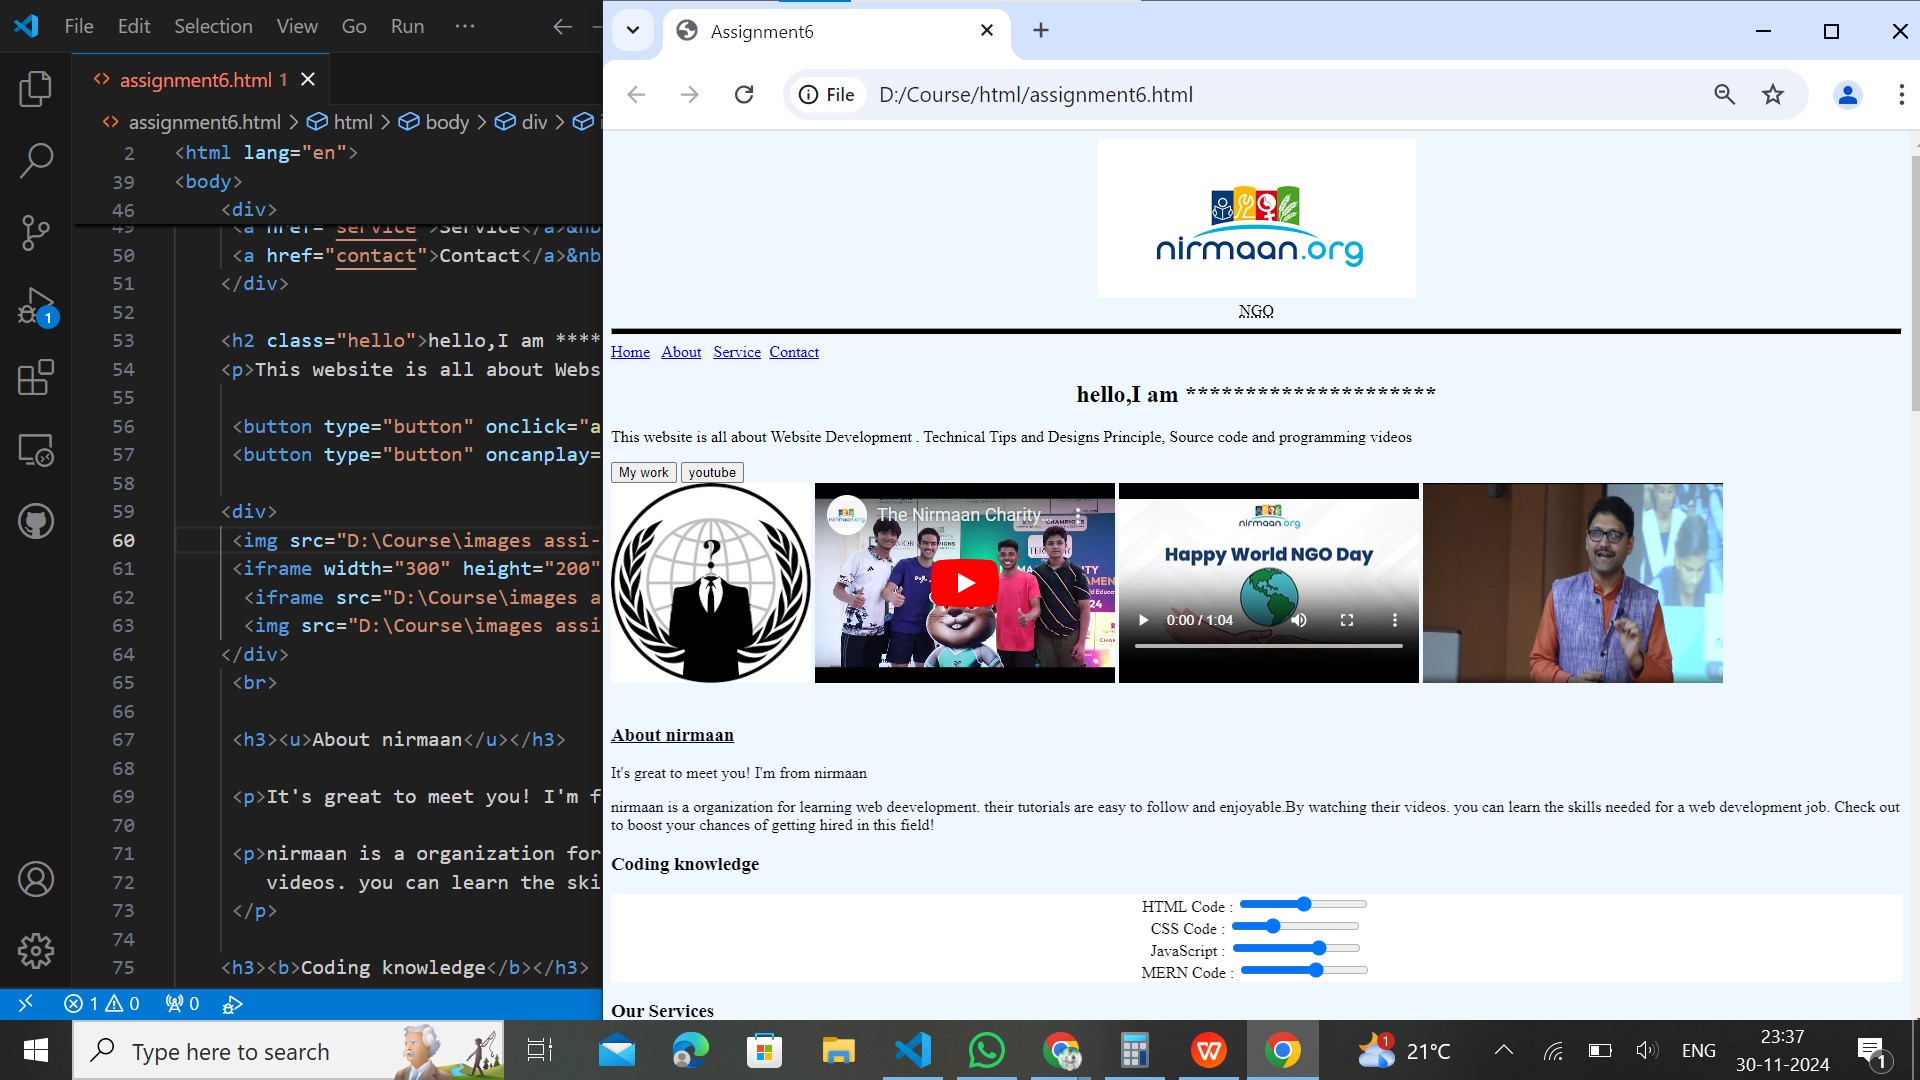 File Edit Selection View Go Run ···
assignment6.html 1
assignment6.html > html > body > div >
2 <html lang="en">
39 <body>
46 <div>
49 <a href="service">Service</a>&nb
50 <a href="contact">Contact</a>&nb
51 </div>
52
53 <h2 class="hello">hello,I am ****
54 <p>This website is all about Webs
55
56 <button type="button" onclick="a
57 <button type="button" oncanplay=
58
59 <div>
60 <img src="D:\Course\images assi-
61 <iframe width="300" height="200"
62 <iframe src="D:\Course\images a
63 <img src="D:\Course\images assi
64 </div>
65 <br>
66
67 <h3><u>About nirmaan</u></h3>
68
69 <p>It's great to meet you! I'm f
70
71 <p>nirmaan is a organization for
72 videos. you can learn the ski
73 </p>
74
75 <h3><b>Coding knowledge</b></h3>
1
1 0 0
Assignment6
File D:/Course/html/assignment6.html
nirmaan.org
NGO
Home About Service Contact
hello,I am *********************
This website is all about Website Development . Technical Tips and Designs Principle, Source code and programming videos
My work youtube
?
nirmaan.org
The Nirmaan Charity...
nirmaan.org
Happy World NGO Day
0:00 / 1:04
About nirmaan
It's great to meet you! I'm from nirmaan
nirmaan is a organization for learning web deevelopment. their tutorials are easy to follow and enjoyable.By watching their videos. you can learn the skills needed for a web development job. Check out
to boost your chances of getting hired in this field!
Coding knowledge
HTML Code :
CSS Code :
JavaScript :
MERN Code :
Our Services
Type here to search
1
21°C
ENG
23:37
30-11-2024
1